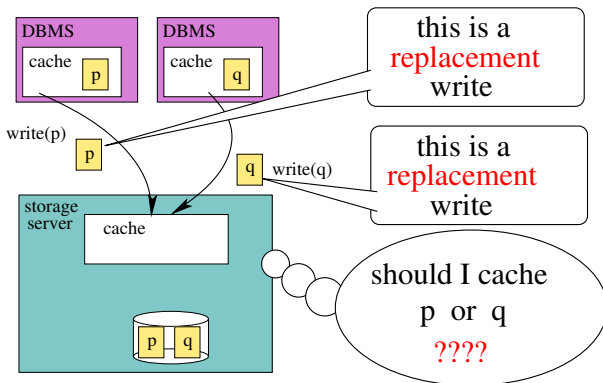 DBMS
cache
p
DBMS
cache
q
this is a
replacement
write
write(p)
p
q
write(q)
this is a
replacement
write
storage
server
cache
p
q
should I cache
p or q
????